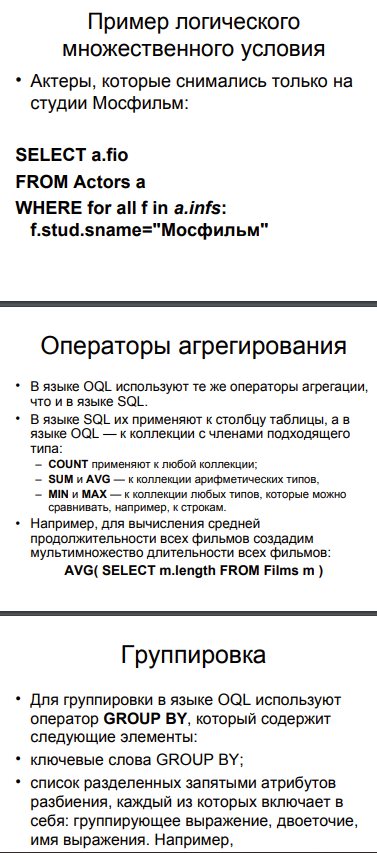 Пример логического
множественного условия
• Актеры, которые снимались только на
студии Мосфильм:
SELECT a.fio
FROM Actors a
WHERE for all f in a.infs:
f.stud.sname="Мосфильм"
Операторы агрегирования
• В языке OQL используют те же операторы агрегации,
что и в языке SQL.
• В языке SQL их применяют к столбцу таблицы, а в
языке OQL — к коллекции с членами подходящего
типа:
– COUNT применяют к любой коллекции;
– SUM и AVG — к коллекции арифметических типов,
– MIN и MAX — к коллекции любых типов, которые можно
сравнивать, например, к строкам.
• Например, для вычисления средней
продолжительности всех фильмов создадим
мультимножество длительности всех фильмов:
AVG( SELECT m.length FROM Films m )
Группировка
• Для группировки в языке OQL используют
оператор GROUP BY, который содержит
следующие элементы:
• ключевые слова GROUP BY;
• список разделенных запятыми атрибутов
разбиения, каждый из которых включает в
себя: группирующее выражение, двоеточие,
имя выражения. Например,